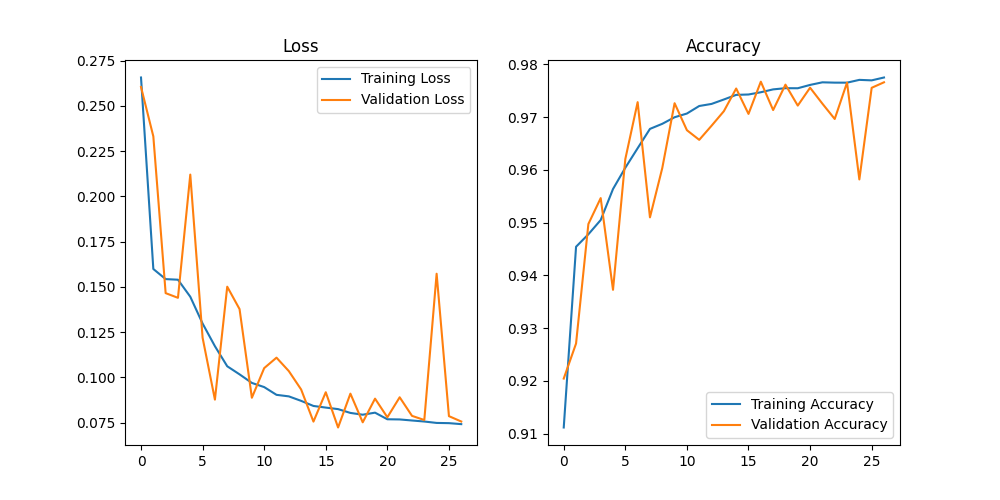 Loss
0.275
0.250
0.225
0.200
0.175
0.150
0.125
0.100
0.075
0 5 10 15 20 25
Training Loss
Validation Loss
Accuracy
0.98
0.97
0.96
0.95
0.94
0.93
0.92
0.91
0 5 10 15 20 25
Training Accuracy
Validation Accuracy